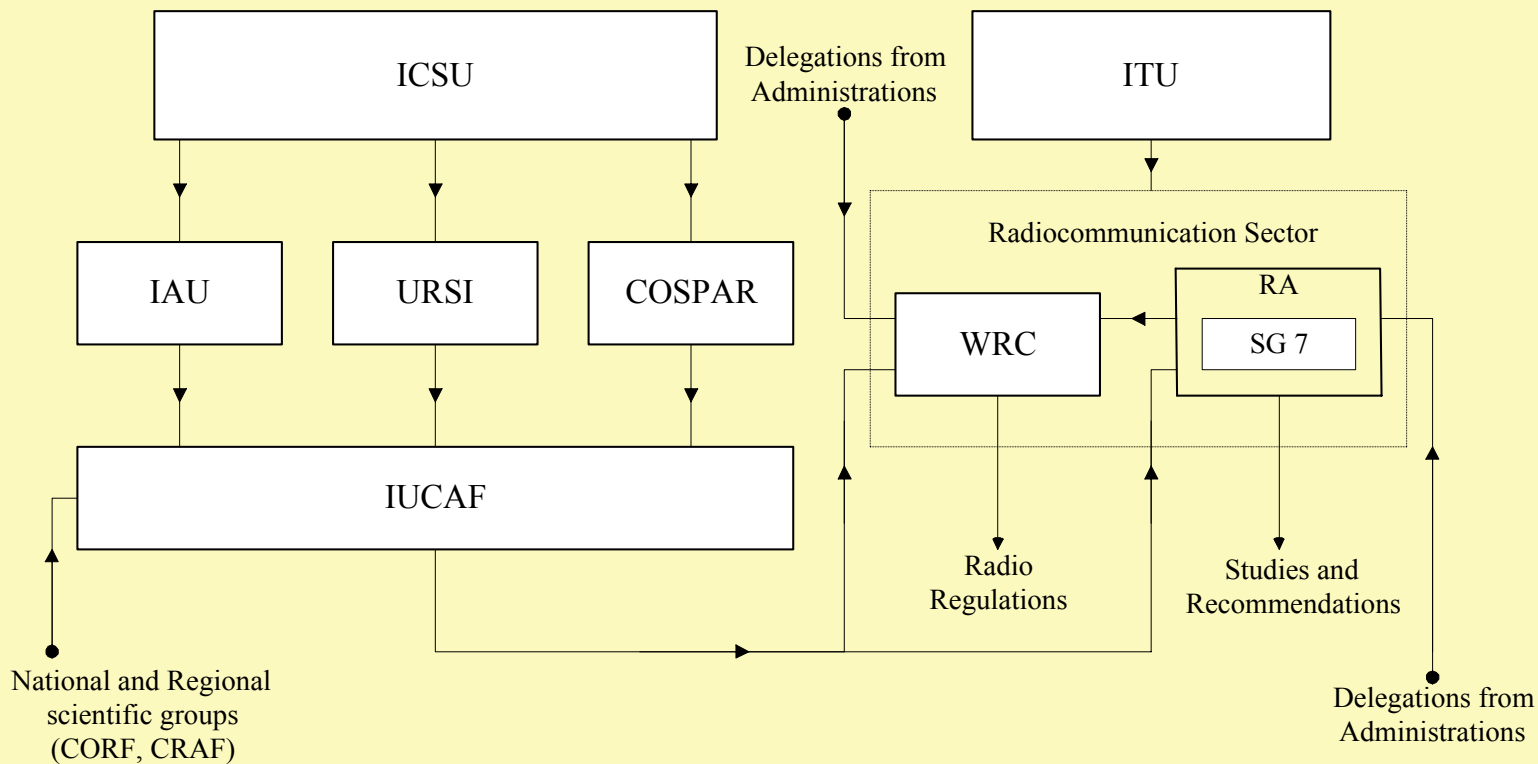 ICSU
Delegations from
Administrations
ITU
Radiocommunication Sector
IAU
URSI
COSPAR
WRC
RA
SG 7
IUCAF
Radio
Regulations
Studies and
Recommendations
National and Regional
scientific groups
(CORF, CRAF)
Delegations from
Administrations